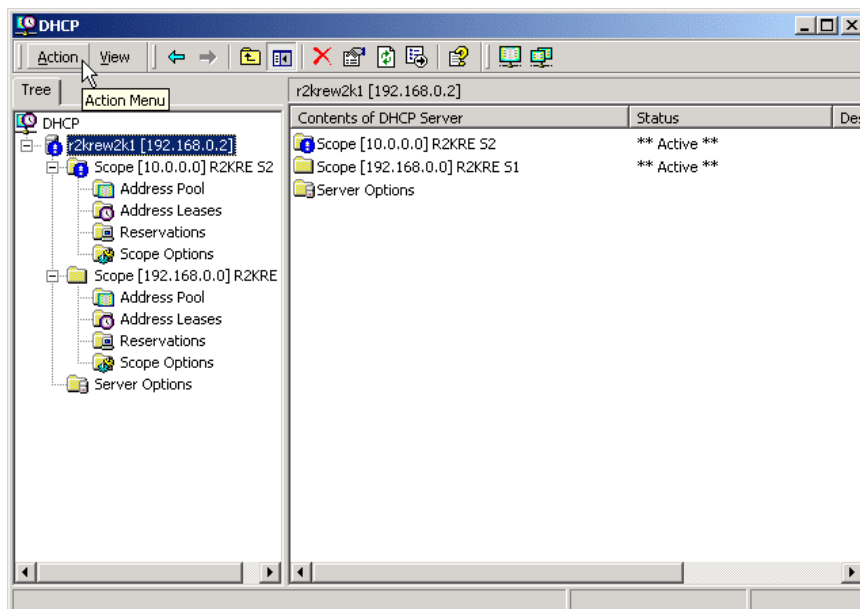 DHCP
Action View
Tree
Action Menu
r2krew2k1 [192.168.0.2]
DHCP
r2krew2k1 [192.168.0.2]
Scope [10.0.0.0] R2KRE S2
Address Pool
Address Leases
Reservations
Scope Options
Scope [192.168.0.0] R2KRE
Address Pool
Address Leases
Reservations
Scope Options
Server Options
Contents of DHCP Server Status Des
Scope [10.0.0.0] R2KRE S2 ** Active **
Scope [192.168.0.0] R2KRE S1 ** Active **
Server Options